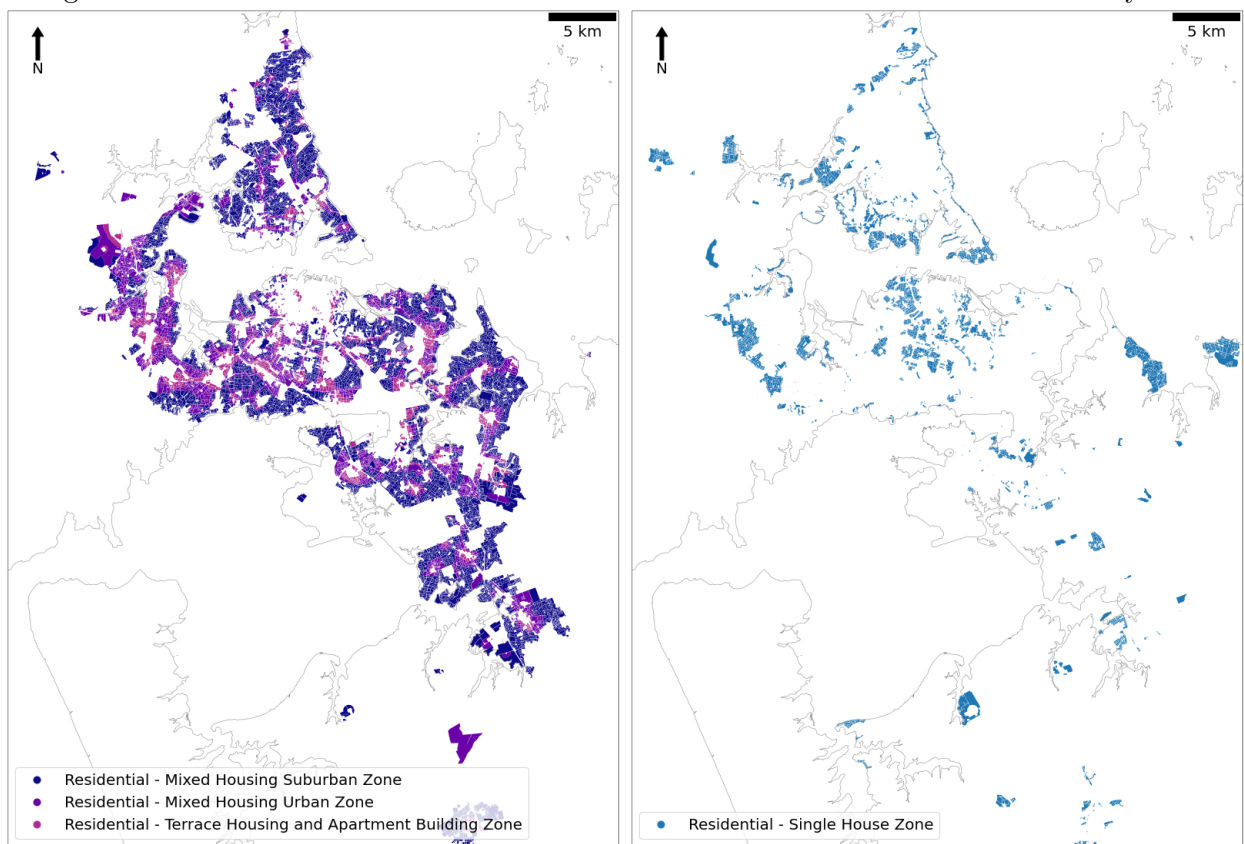 5 km
N
Residential - Mixed Housing Suburban Zone
Residential - Mixed Housing Urban Zone
Residential - Terrace Housing and Apartment Building Zone
5 km
N
Residential - Single House Zone